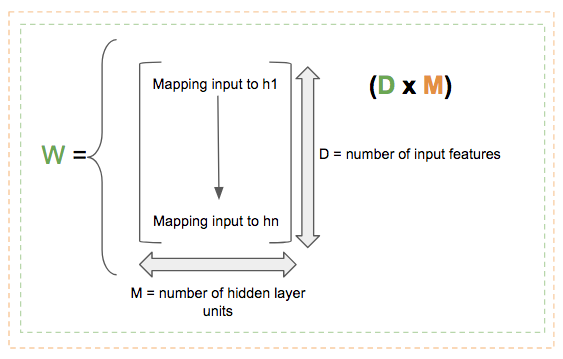 Mapping input to h1
(D x M)
W =
D = number of input features
Mapping input to hn
M = number of hidden layer
units